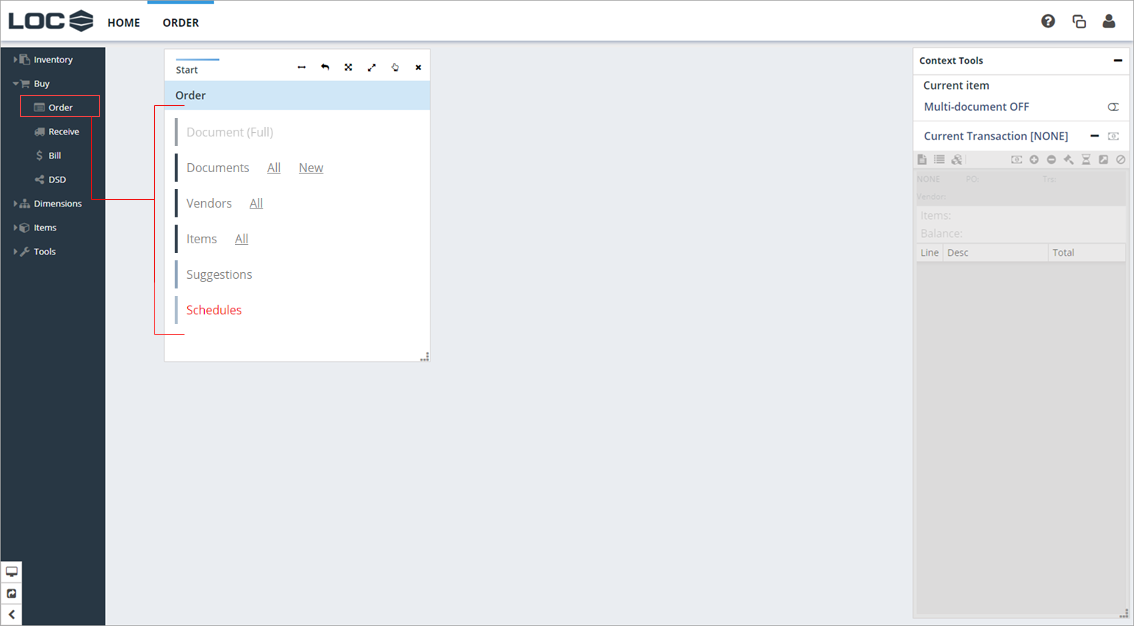 LOC HOME ORDER
Inventory
Buy
Order
Receive
Bill
DSD
Dimensions
Items
Tools
Start
Order
Document (Full)
Documents All New
Vendors All
Items All
Suggestions
Schedules
Context Tools
Current item
Multi-document OFF
Current Transaction [NONE]
NONE PO: Trx:
Vendor:
Items:
Balance:
Line Desc Total